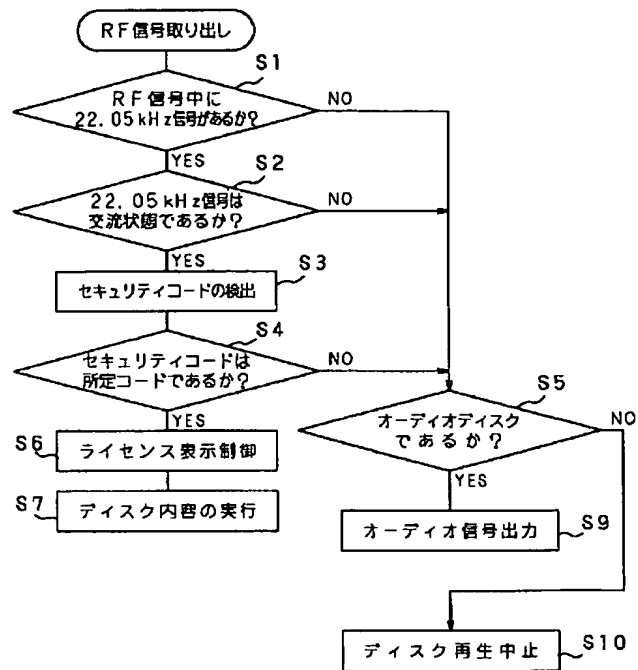 RF信号取り出し
S1
RF信号中に
22.05kHz信号があるか?
NO
YES
S2
22.05kHz信号は
交流状態であるか?
NO
YES
S3
セキュリティコードの検出
S4
セキュリティコードは
所定コードであるか?
NO
YES
S5
オーディオディスク
であるか?
NO
YES
S6
ライセンス表示制御
S7
ディスク内容の実行
オーディオ信号出力
S9
ディスク再生中止
S10